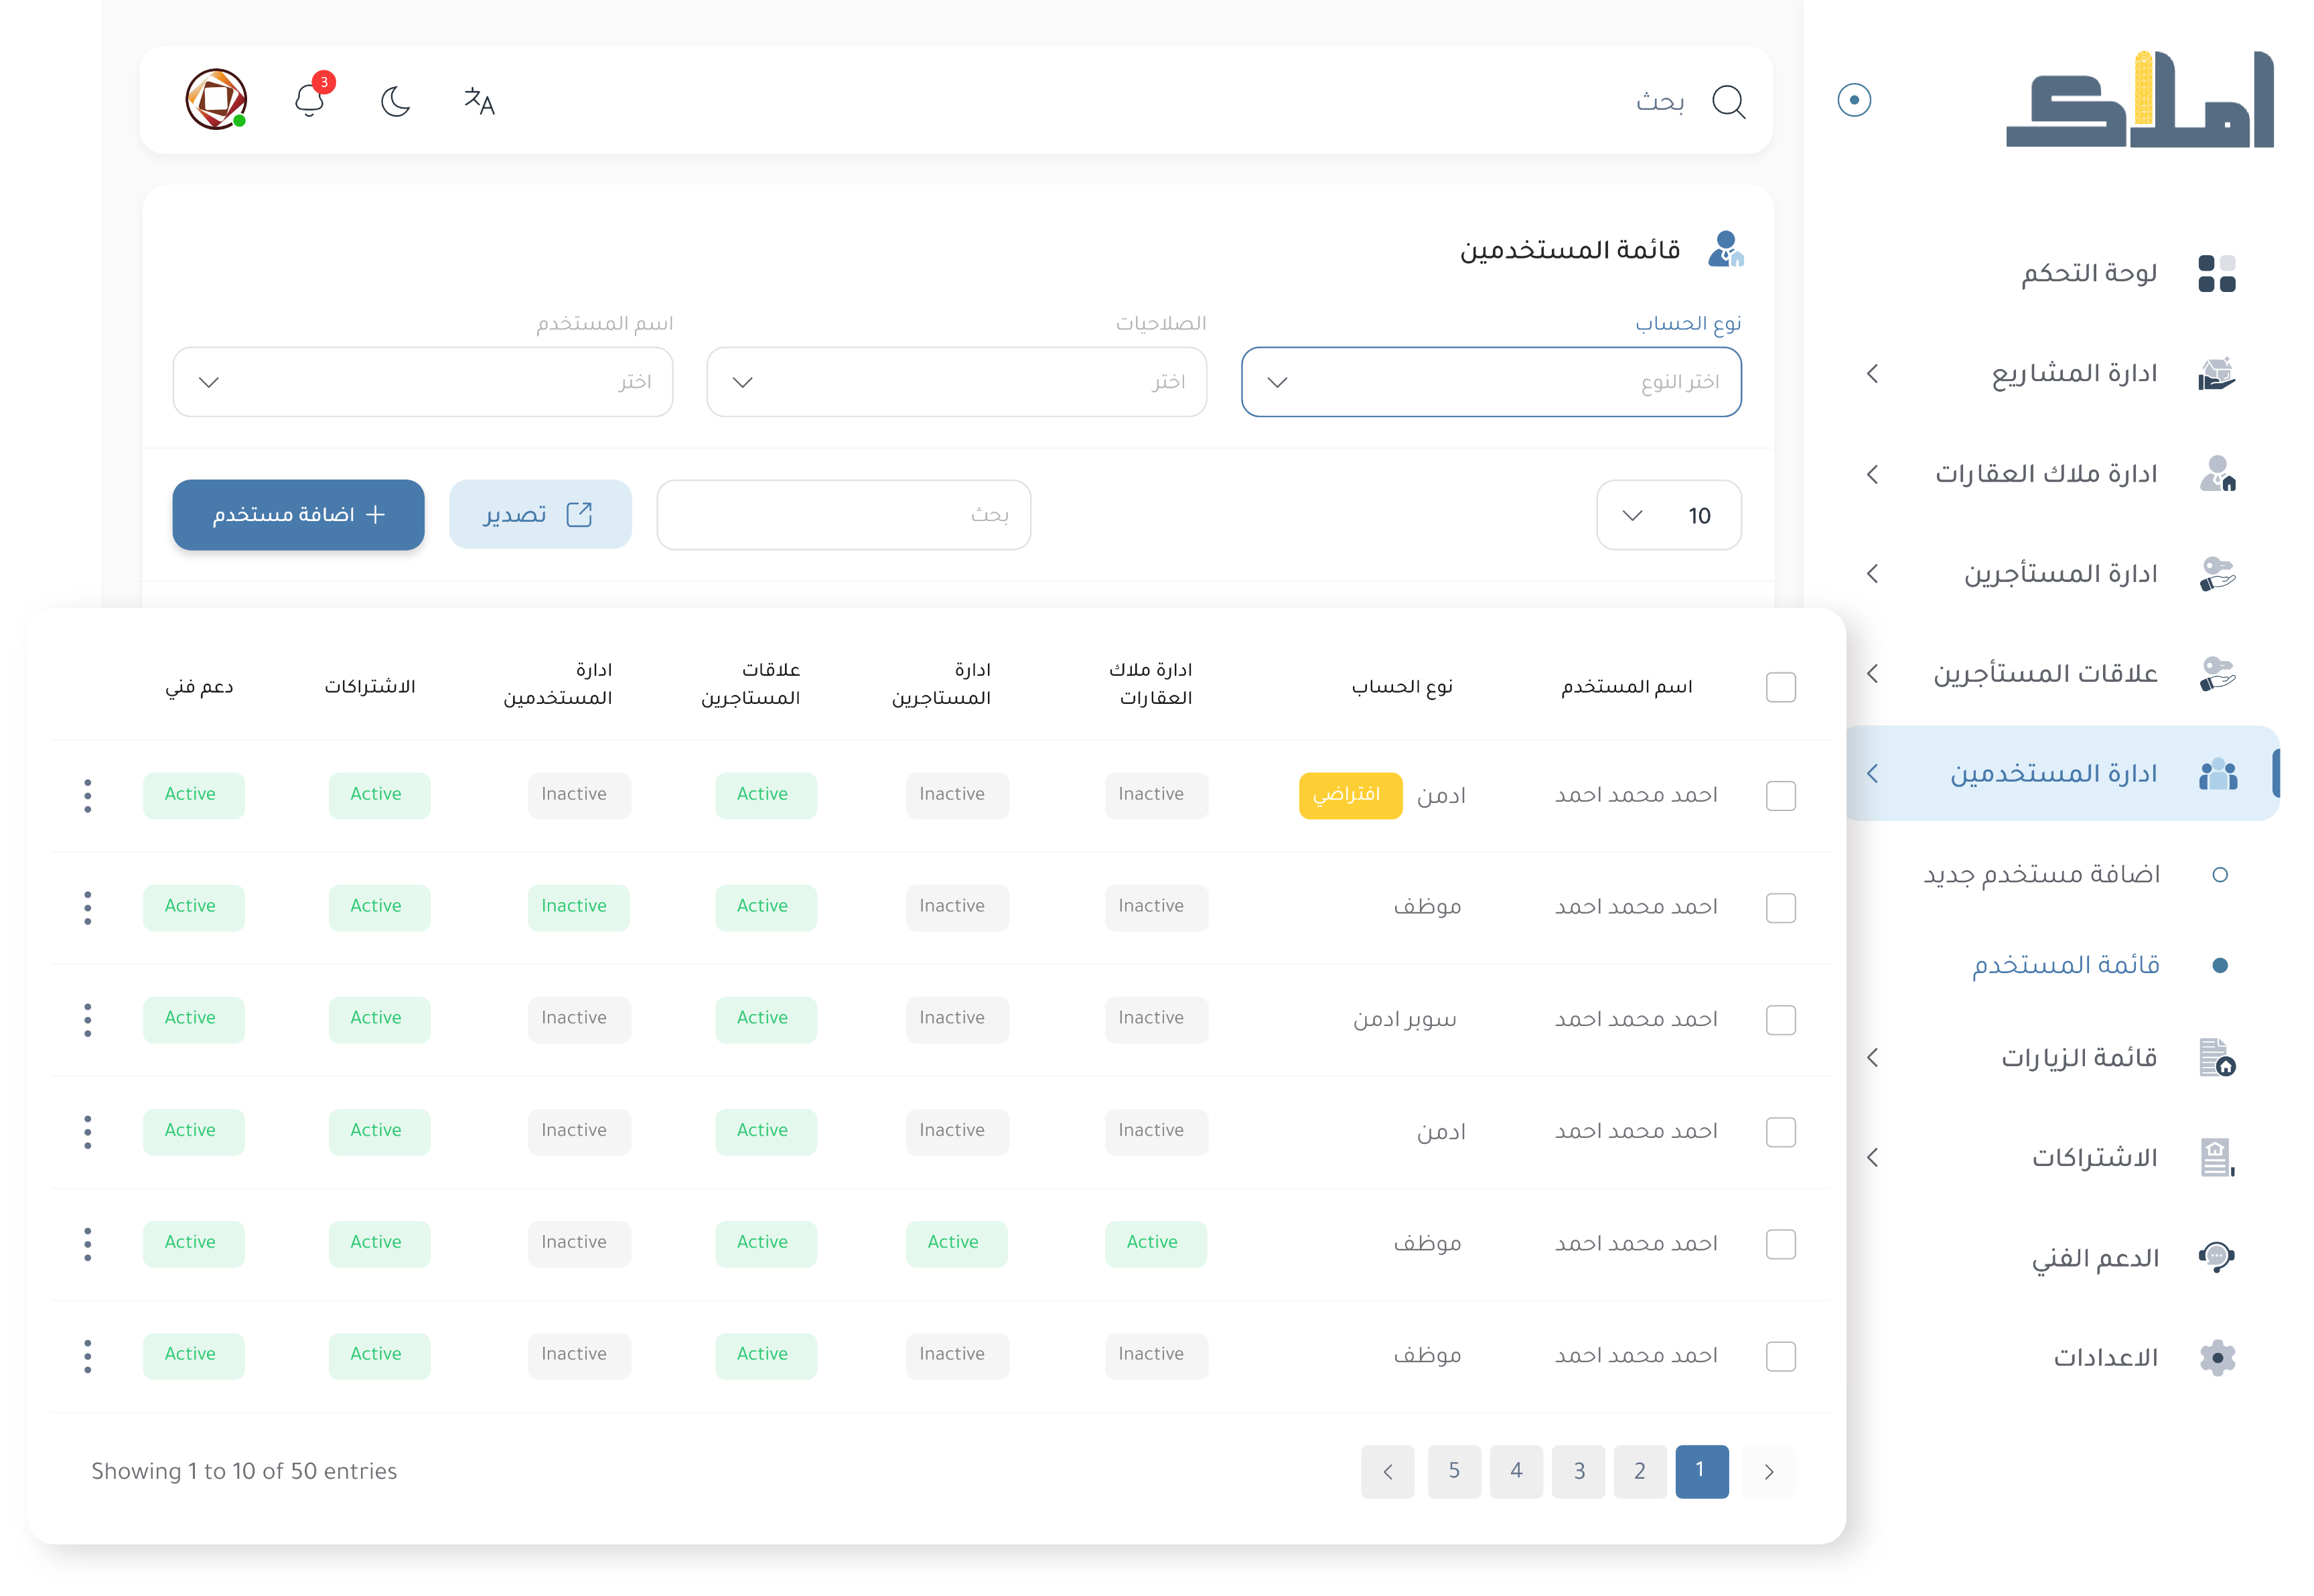 املاك
بحث
3
لوحة التحكم
ادارة المشاريع
ادارة ملاك العقارات
ادارة المستأجرين
علاقات المستأجرين
ادارة المستخدمين
اضافة مستخدم جديد
قائمة المستخدم
قائمة الزيارات
الاشتراكات
الدعم الفني
الاعدادات
قائمة المستخدمين
نوع الحساب الصلاحيات اسم المستخدم
اختر النوع اختر اختر
10 بحث تصدير + اضافة مستخدم
اسم المستخدم نوع الحساب ادارة ملاك العقارات ادارة المستاجرين علاقات المستاجرين ادارة المستخدمين الاشتراكات دعم فني
احمد محمد احمد ادمن افتراضي Inactive Inactive Active Inactive Active Active
احمد محمد احمد موظف Inactive Inactive Active Inactive Active Active
احمد محمد احمد سوبر ادمن Inactive Inactive Active Inactive Active Active
احمد محمد احمد ادمن Inactive Inactive Active Inactive Active Active
احمد محمد احمد موظف Active Active Active Inactive Active Active
احمد محمد احمد موظف Inactive Inactive Active Inactive Active Active
1 2 3 4 5
Showing 1 to 10 of 50 entries